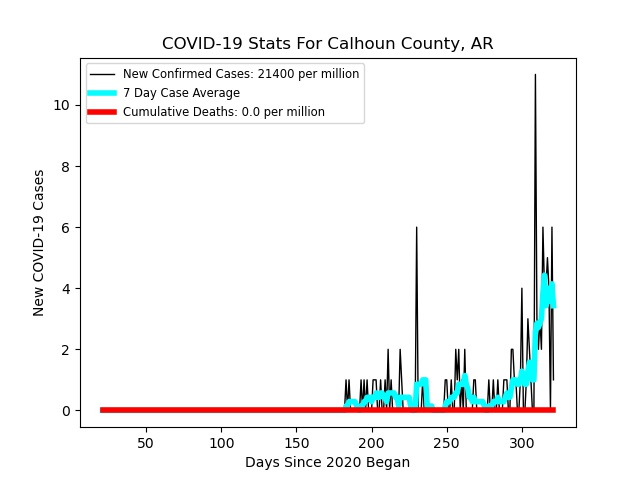 COVID-19 Stats For Calhoun County, AR
New Confirmed Cases: 21400 per million
7 Day Case Average
Cumulative Deaths: 0.0 per million
New COVID-19 Cases
10
8
6
4
2
0
50 100 150 200 250 300
Days Since 2020 Began